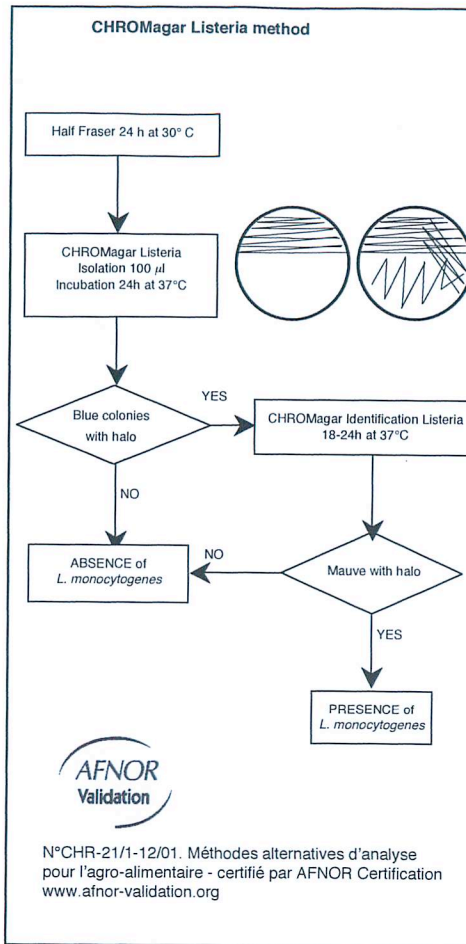 CHROMagar Listeria method
Half Fraser 24 h at 30° C
CHROMagar Listeria
Isolation 100 µl
Incubation 24h at 37°C
Blue colonies
with halo
YES
CHROMagar Identification Listeria
18-24h at 37°C
NO
ABSENCE of
L. monocytogenes
NO
Mauve with halo
YES
PRESENCE of
L. monocytogenes
AFNOR
Validation
N°CHR-21/1-12/01. Méthodes alternatives d'analyse
pour l'agro-alimentaire - certifié par AFNOR Certification
www.afnor-validation.org